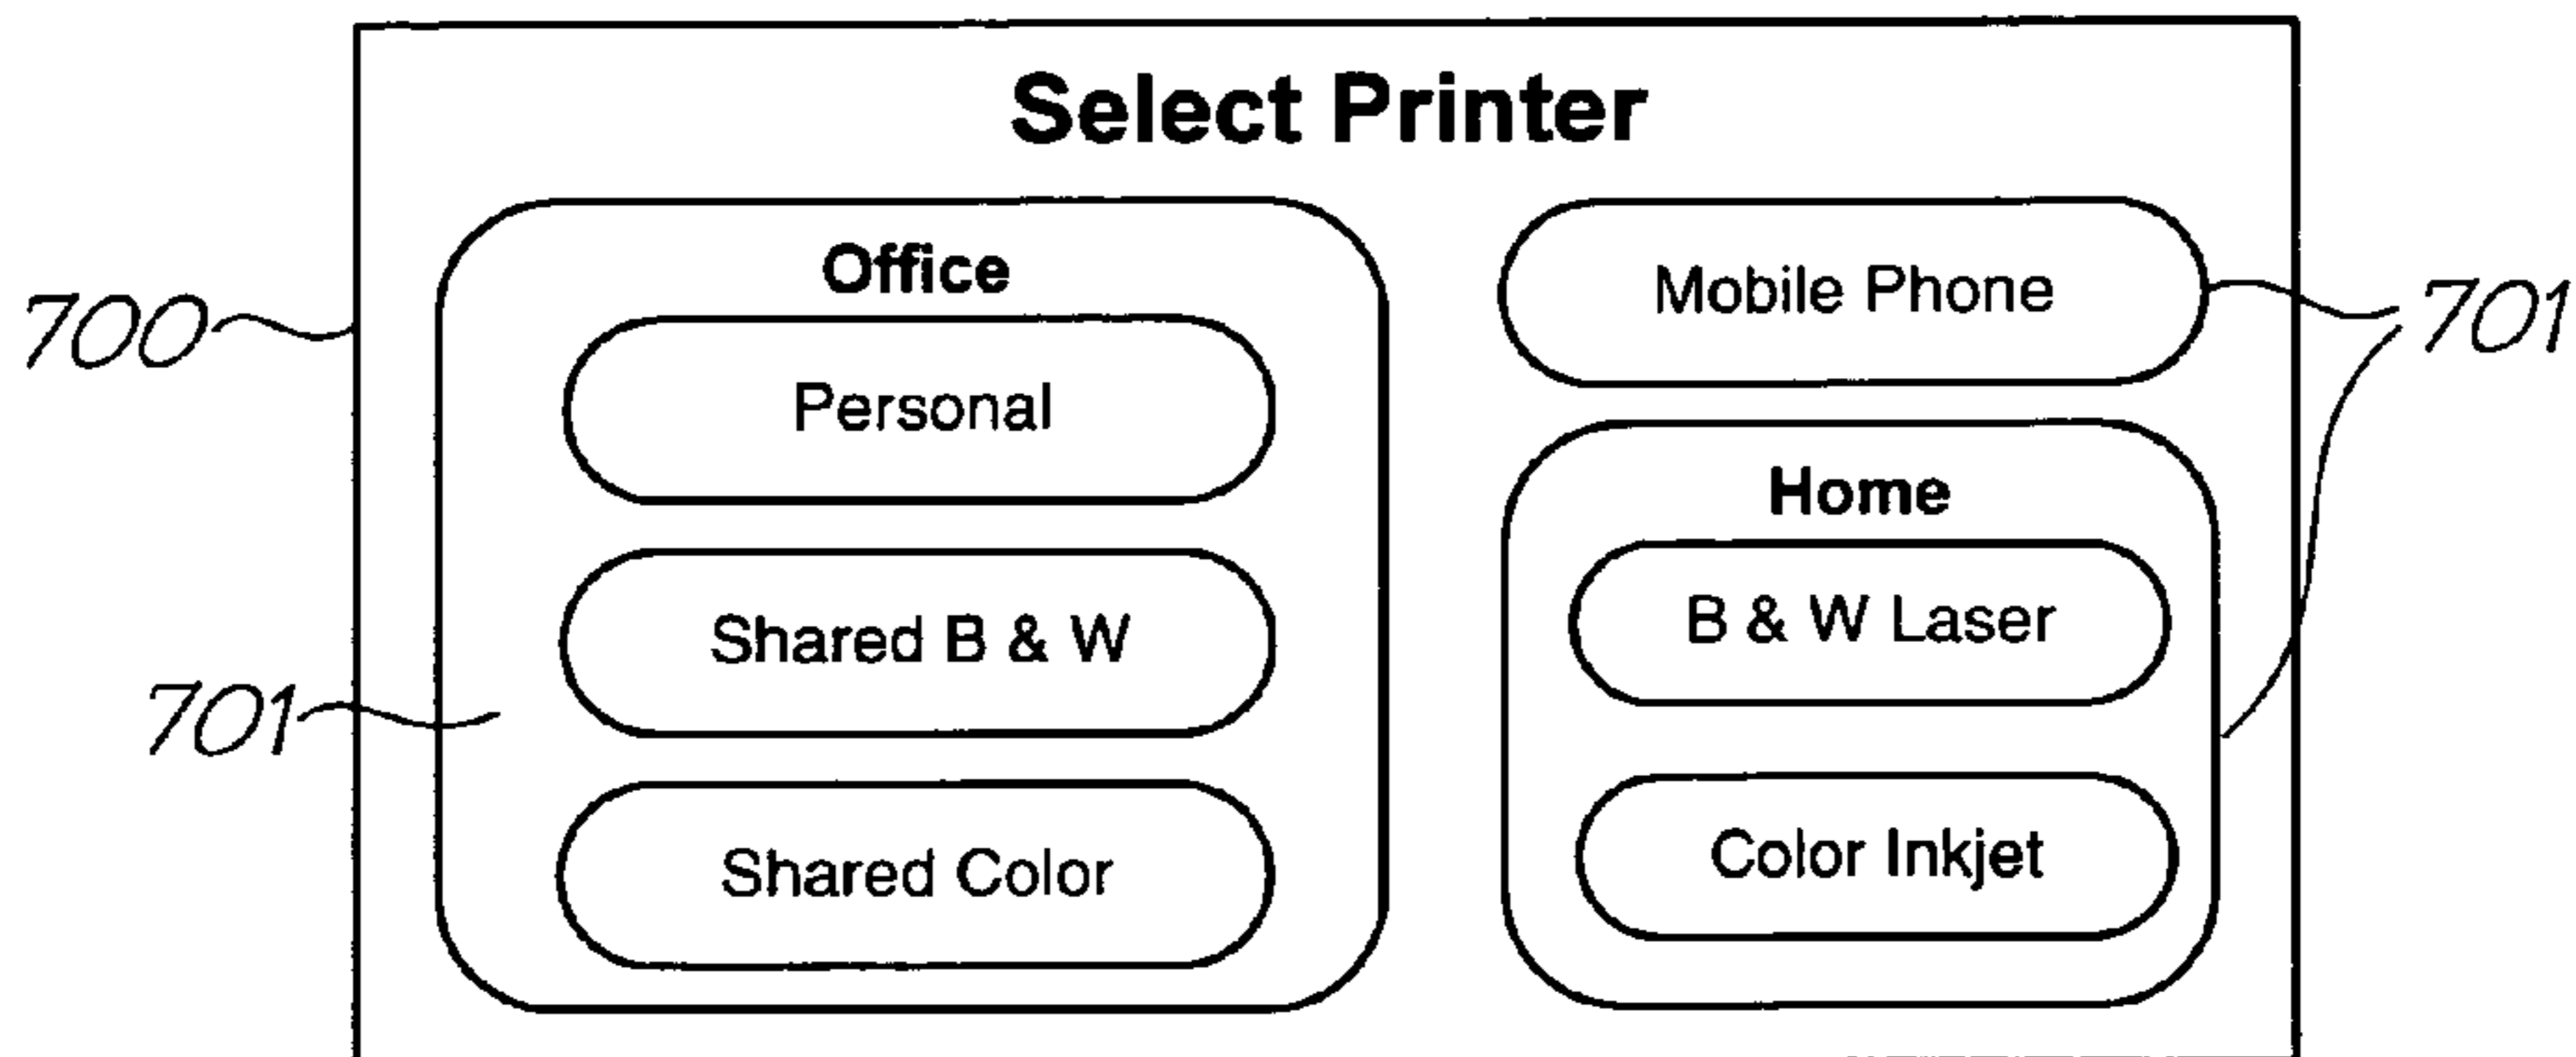 Select Printer
Office
Personal
Shared B & W
Shared Color
Mobile Phone
Home
B & W Laser
Color Inkjet
700
701
701